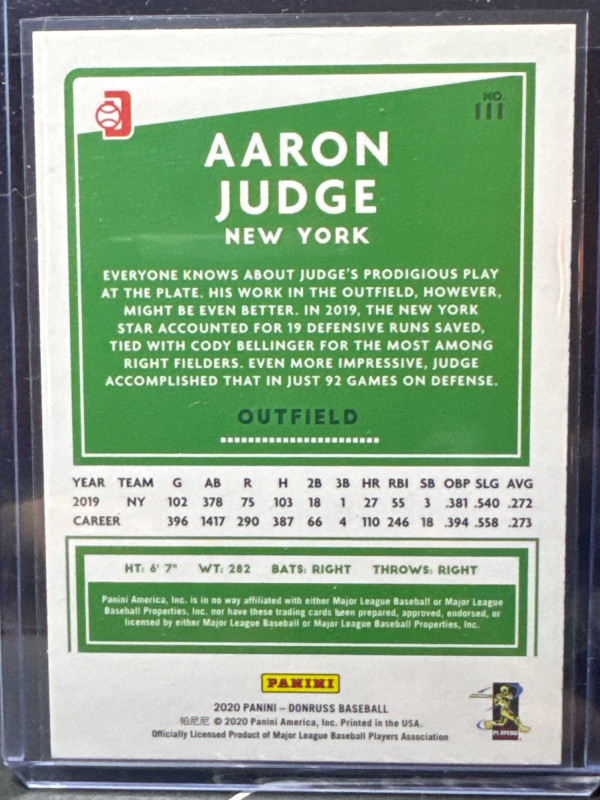 NO.
111
AARON
JUDGE
NEW YORK
EVERYONE KNOWS ABOUT JUDGE'S PRODIGIOUS PLAY
AT THE PLATE. HIS WORK IN THE OUTFIELD, HOWEVER,
MIGHT BE EVEN BETTER. IN 2019, THE NEW YORK
STAR ACCOUNTED FOR 19 DEFENSIVE RUNS SAVED,
TIED WITH CODY BELLINGER FOR THE MOST AMONG
RIGHT FIELDERS. EVEN MORE IMPRESSIVE, JUDGE
ACCOMPLISHED THAT IN JUST 92 GAMES ON DEFENSE.
OUTFIELD
YEAR TEAM G AB R H 2B 3B HR RBI SB OBP SLG AVG
2019 NY 102 378 75 103 18 1 27 55 3 .381 .540 .272
CAREER 396 1417 290 387 66 4 110 246 18 .394 .558 .273
HT: 6' 7" WT: 282 BATS: RIGHT THROWS: RIGHT
Panini America, Inc. is in no way affiliated with either Major League Baseball or Major League
Baseball Properties, Inc. nor have these trading cards been prepared, approved, endorsed, or
licensed by either Major League Baseball or Major League Baseball Properties, Inc.
PANINI
2020 PANINI – DONRUSS BASEBALL
帕尼尼 © 2020 Panini America, Inc. Printed in the USA.
Officially Licensed Product of Major League Baseball Players Association
PLAYERS